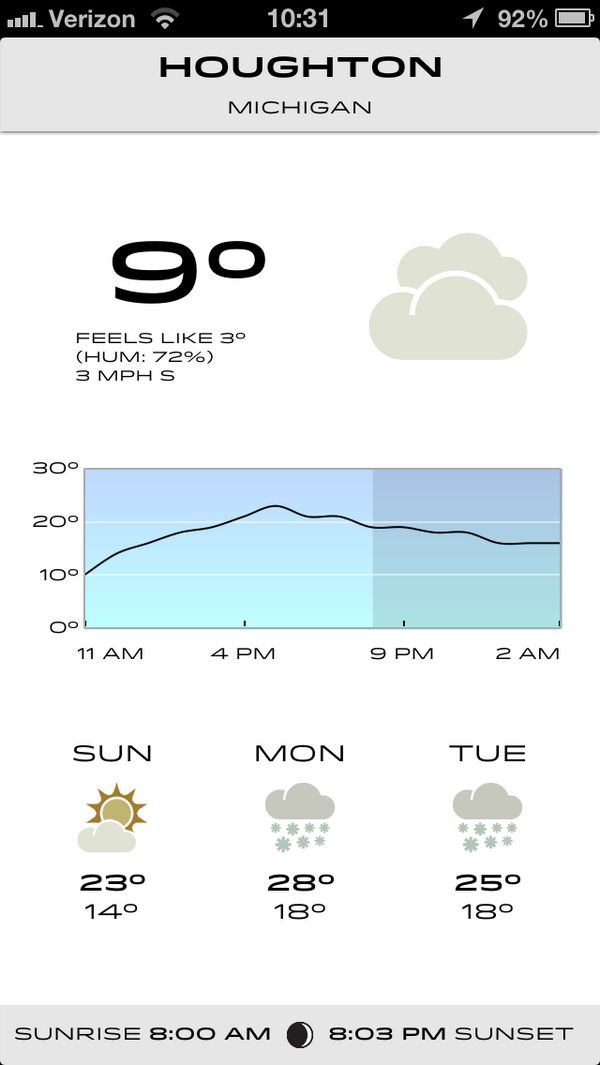 Verizon 10:31 92%
HOUGHTON
MICHIGAN
9º
FEELS LIKE 3º
(HUM: 72%)
3 MPH S
30º
20º
10º
0º
11 AM 4 PM 9 PM 2 AM
SUN MON TUE
23º 28º 25º
14º 18º 18º
SUNRISE 8:00 AM 8:03 PM SUNSET